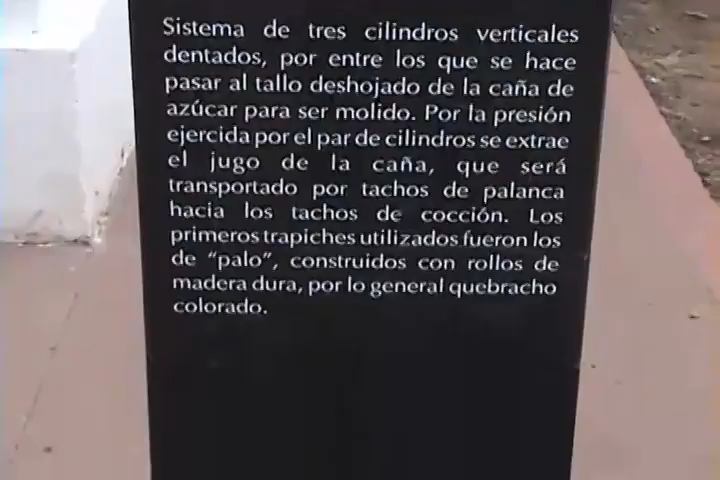 Sistema de tres cilindros verticales
dentados, por entre los que se hace
pasar al tallo deshojado de la caña de
azúcar para ser molido. Por la presión
ejercida por el par de cilindros se extrae
el jugo de la caña, que será
transportado por tachos de palanca
hacia los tachos de cocción. Los
primeros trapiches utilizados fueron los
de “palo”, construidos con rollos de
madera dura, por lo general quebracho
colorado.